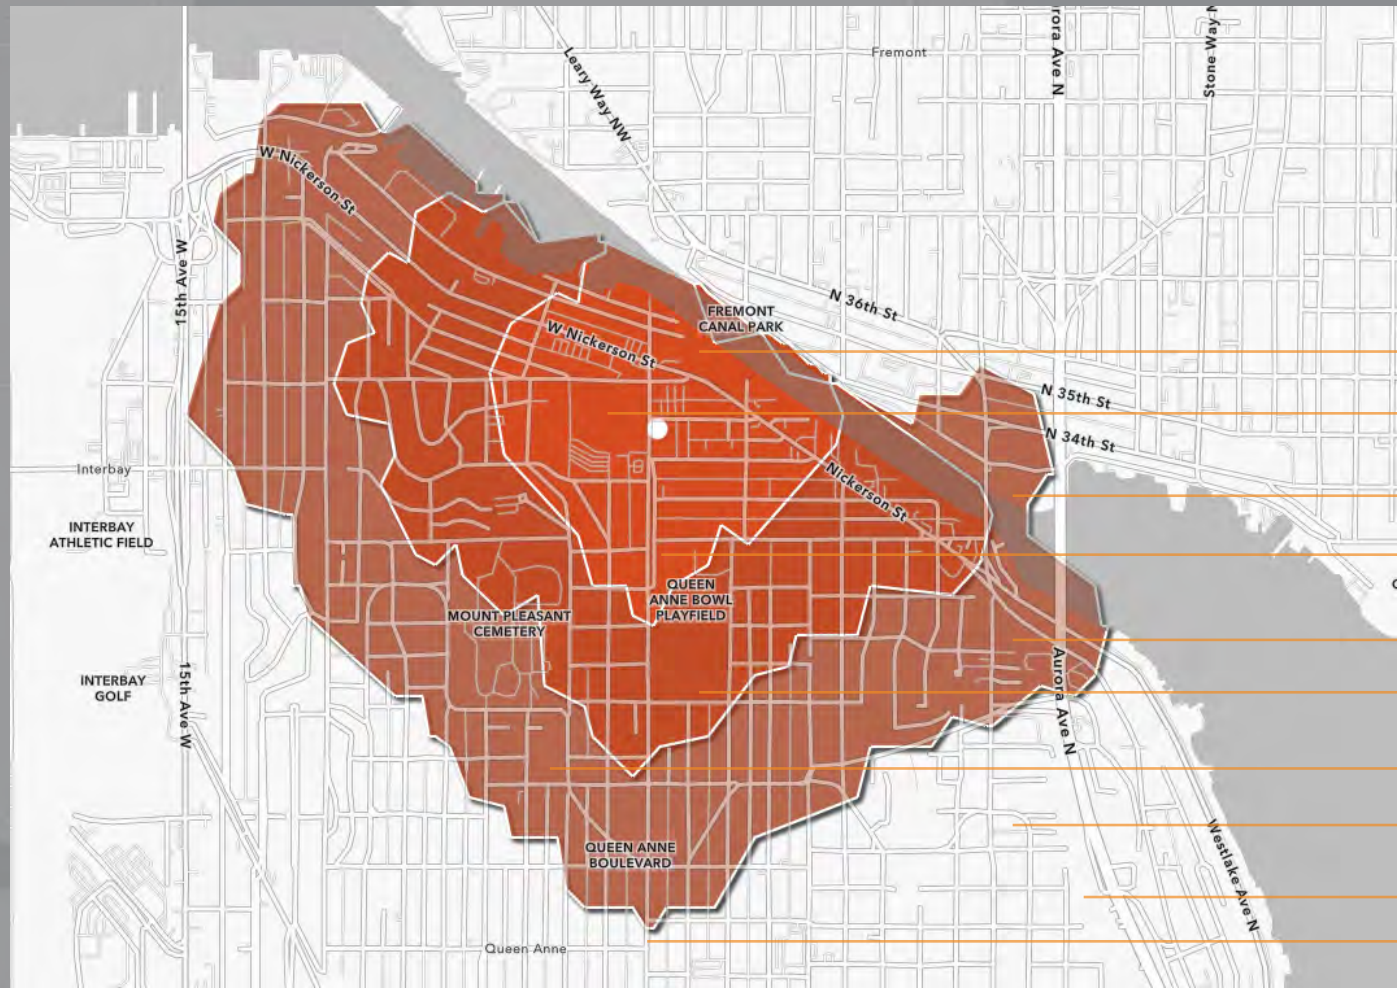 Fremont
Leary Way NW
rora Ave N
Stone Way N
W Nickerson St
15th Ave W
N 36th St
FREMONT
CANAL PARK
W Nickerson St
N 35th St
N 34th St
Interbay
Nickerson St
INTERBAY
ATHLETIC FIELD
QUEEN
ANNE BOWL
PLAYFIELD
MOUNT PLEASANT
CEMETERY
INTERBAY
GOLF
15th Ave W
Aurora Ave N
Westlake Ave N
QUEEN ANNE
BOULEVARD
Queen Anne